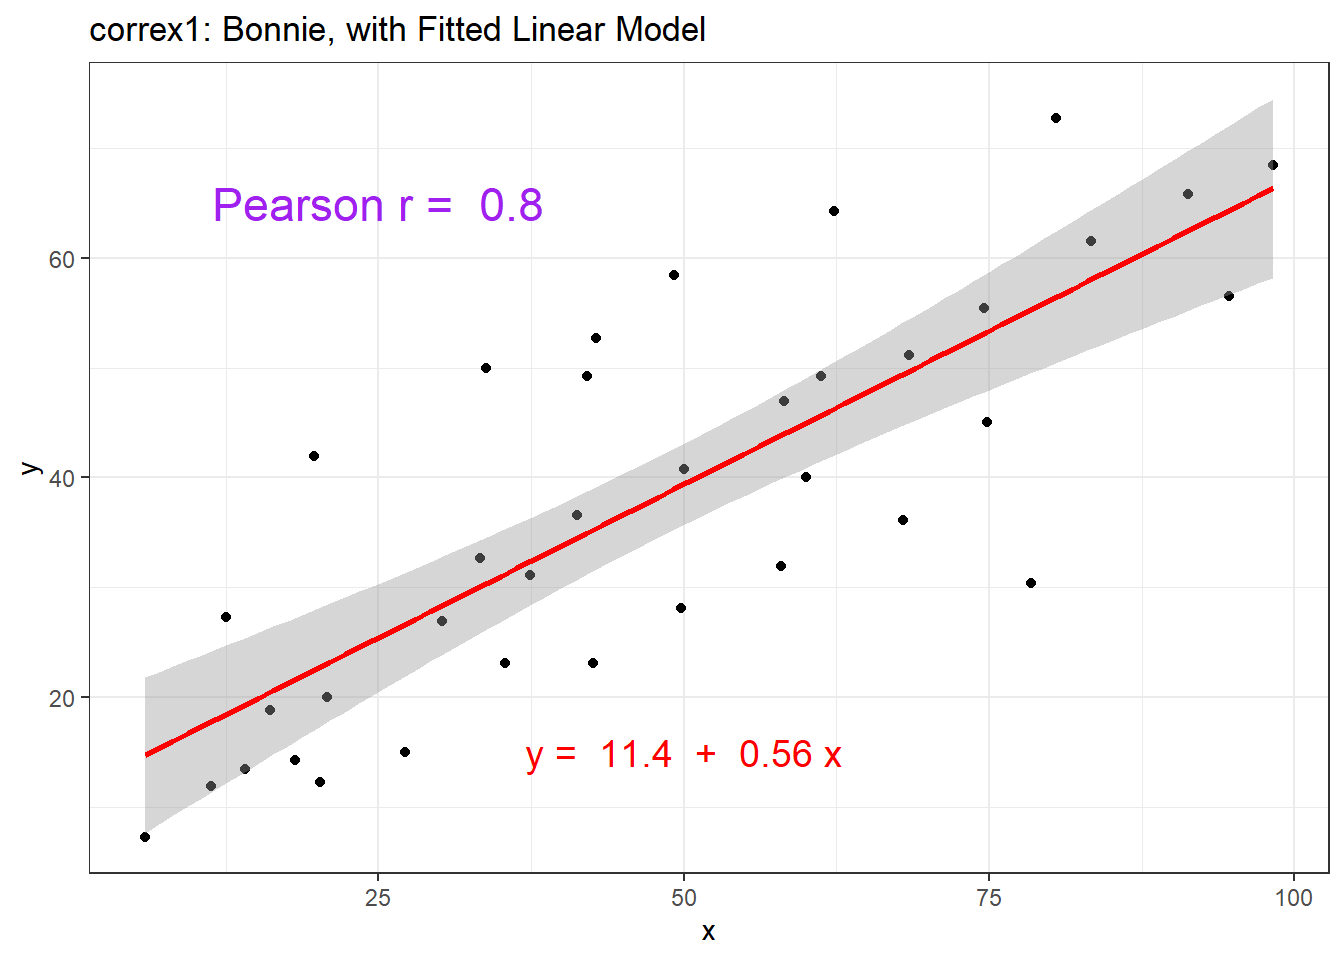 correx1: Bonnie, with Fitted Linear Model
Pearson r = 0.8
60
40
20
y
y = 11.4 + 0.56 x
25 50 75 100
x